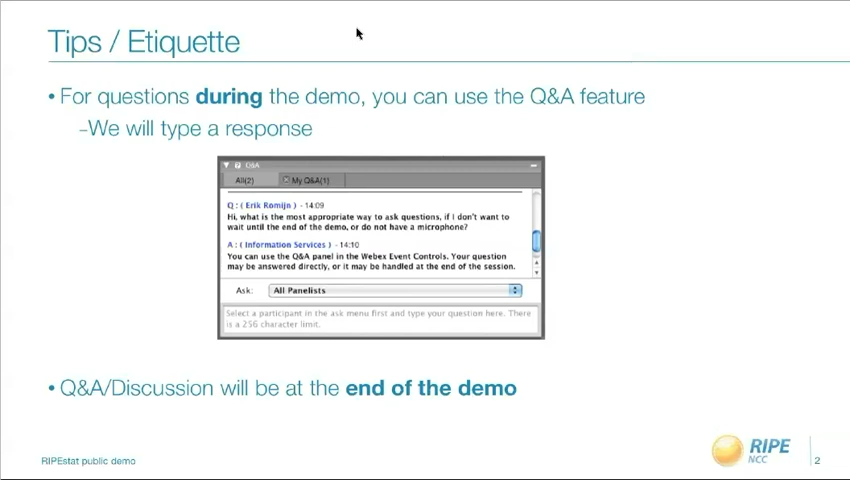 Tips / Etiquette
• For questions during the demo, you can use the Q&A feature
–We will type a response
Q&A
All(2) My Q&A(1)
Q : ( Erik Romijn ) - 14:09
Hi, what is the most appropriate way to ask questions, if I don't want to
wait until the end of the demo, or do not have a microphone?
A : ( Information Services ) - 14:10
You can use the Q&A panel in the Webex Event Controls. Your question
may be answered directly, or it may be handled at the end of the session.
Ask: All Panelists
Select a participant in the ask menu first and type your question here. There
is a 256 character limit.
• Q&A/Discussion will be at the end of the demo
RIPEstat public demo
RIPE
NCC
2